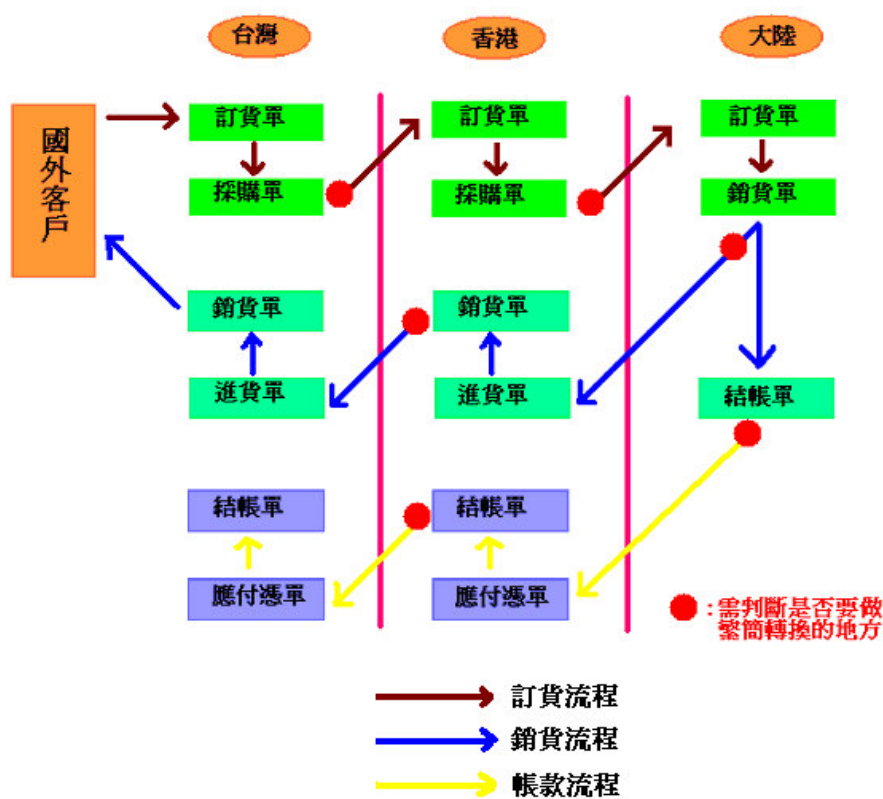 台灣
香港
大陸
國外客戶
訂貨單
訂貨單
訂貨單
採購單
採購單
銷貨單
銷貨單
銷貨單
進貨單
進貨單
結帳單
結帳單
結帳單
應付憑單
應付憑單
:需判斷是否要做
繁簡轉換的地方
訂貨流程
銷貨流程
帳款流程